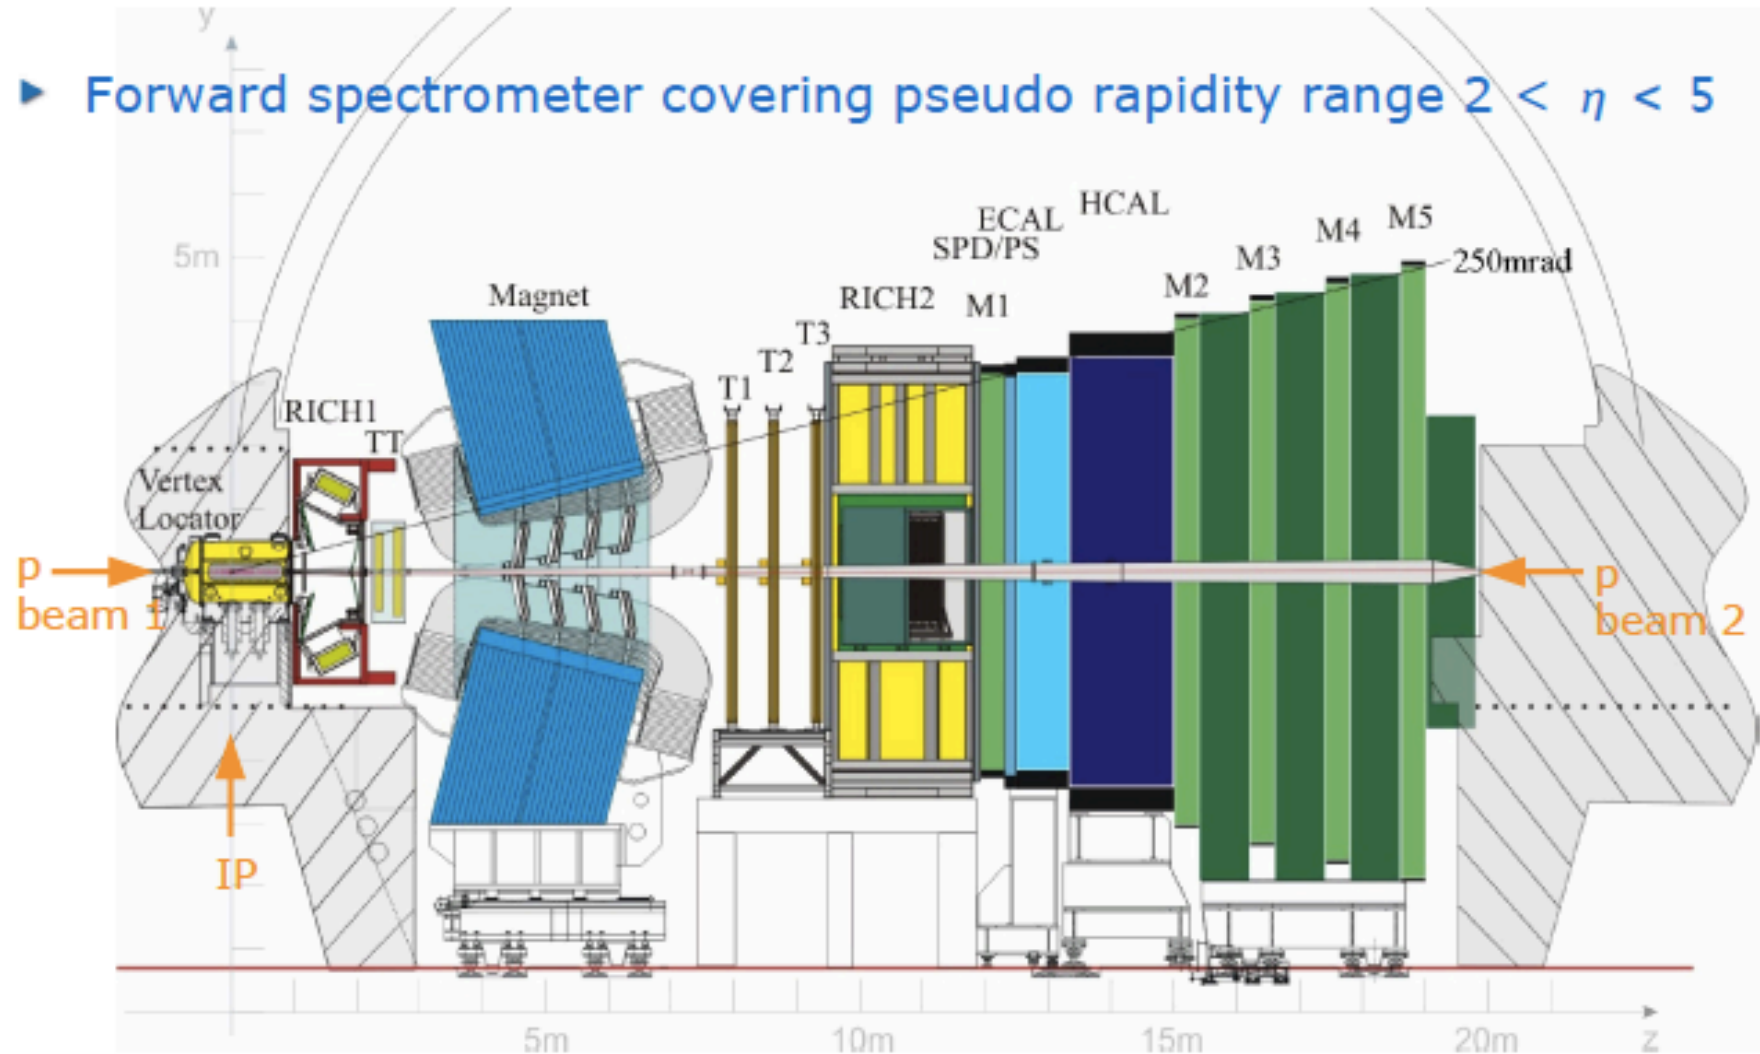 y
▶ Forward spectrometer covering pseudo rapidity range 2 < η < 5
HCAL
ECAL
SPD/PS
M5
M4
M3
M2
5m
250mrad
Magnet
RICH2
M1
T3
T2
T1
RICH1
TT
Vertex
Locator
p
beam 1
p
beam 2
IP
5m
10m
15m
20m
z